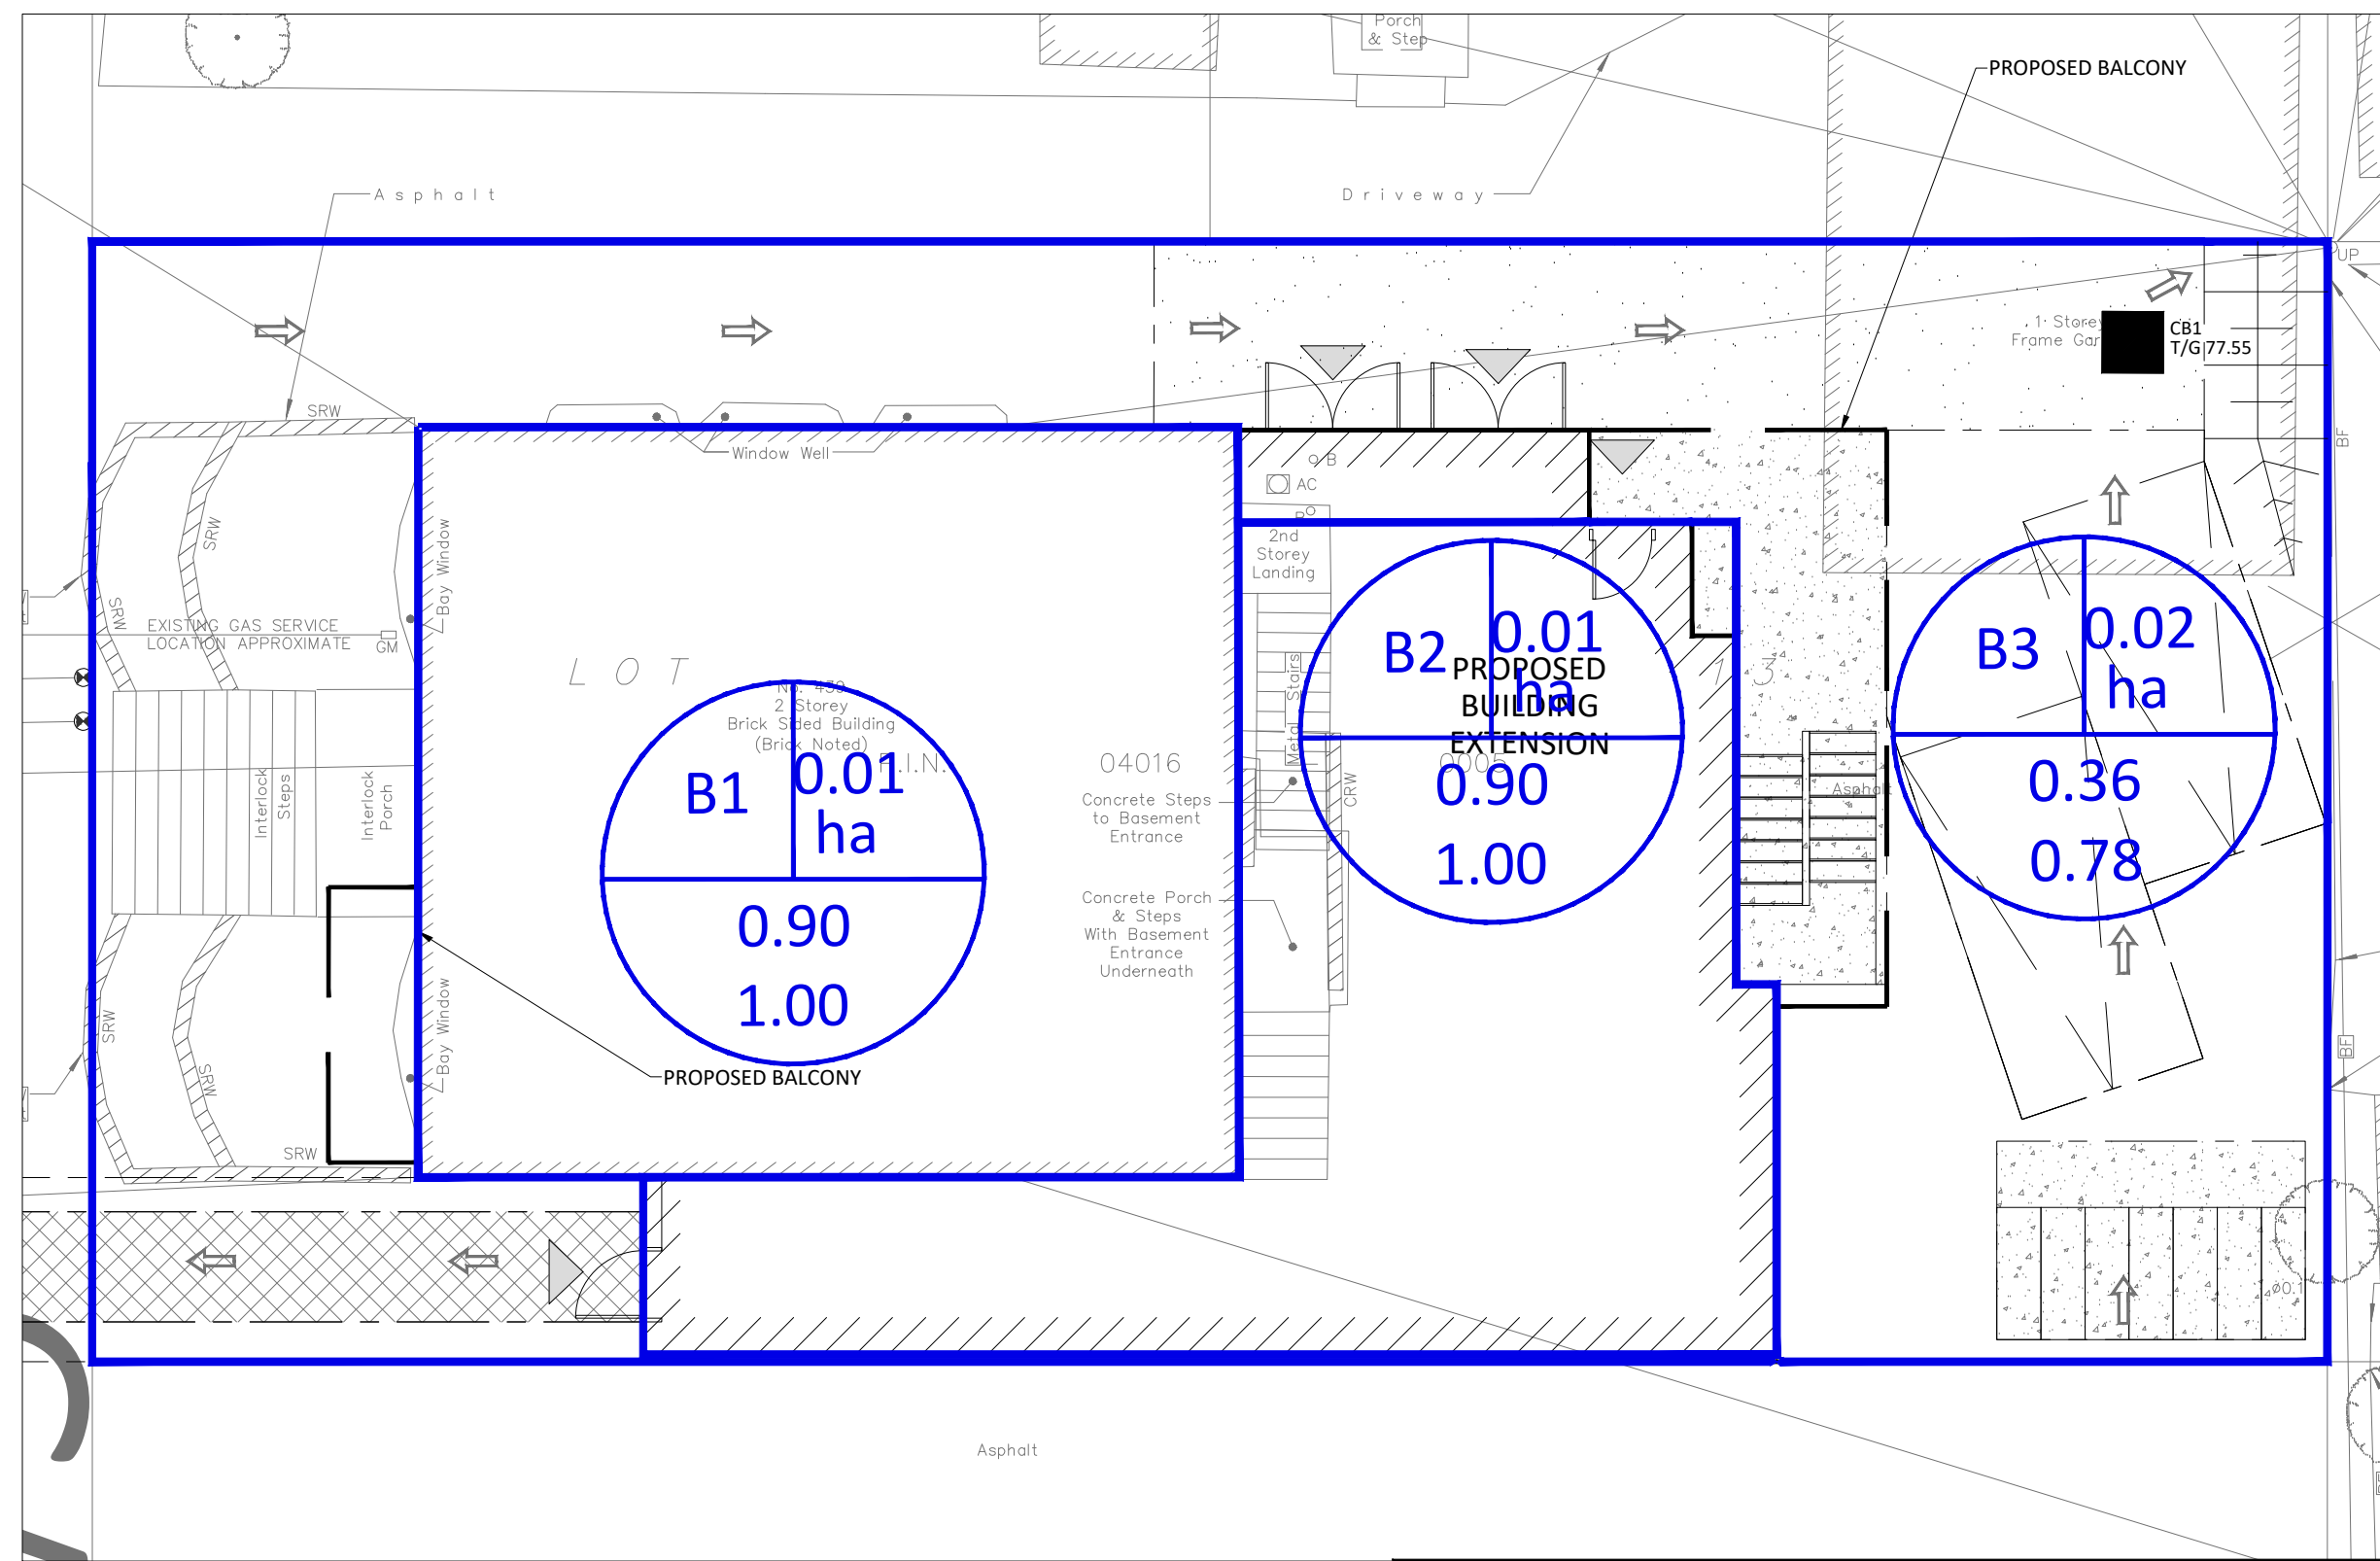 Porch
& Step
PROPOSED BALCONY
Asphalt
Driveway
UP
1 Storey
Frame Gar
CB1
T/G 77.55
SRW
BF
Window Well
B
AC
Bay Window
2nd
Storey
Landing
SRW
SRW
EXISTING GAS SERVICE
LOCATION APPROXIMATE
GM
LOT
13
No. 439
2 Storey
Brick Sided Building
(Brick Noted)
P.I.N.
04016
0005
B1
0.01
ha
0.90
1.00
Metal Stairs
B2
0.01
ha
PROPOSED
BUILDING
EXTENSION
0.90
1.00
B3
0.02
ha
0.36
0.78
Asphalt
Interlock
Steps
Interlock
Porch
Concrete Steps
to Basement
Entrance
CRW
Concrete Porch
& Steps
With Basement
Entrance
Underneath
SRW
SRW
Bay Window
PROPOSED BALCONY
BF
SRW
Asphalt